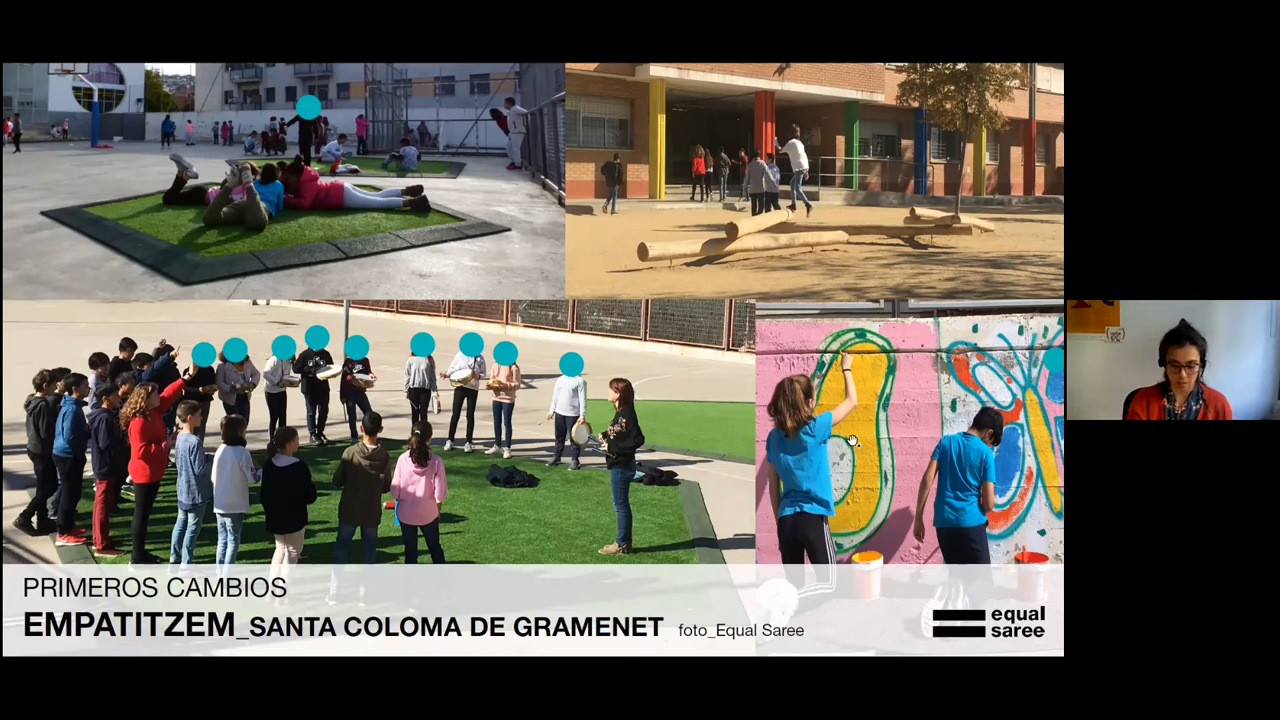 PRIMEROS CAMBIOS
EMPATITZEM_SANTA COLOMA DE GRAMENET foto_Equal Saree
equal
saree